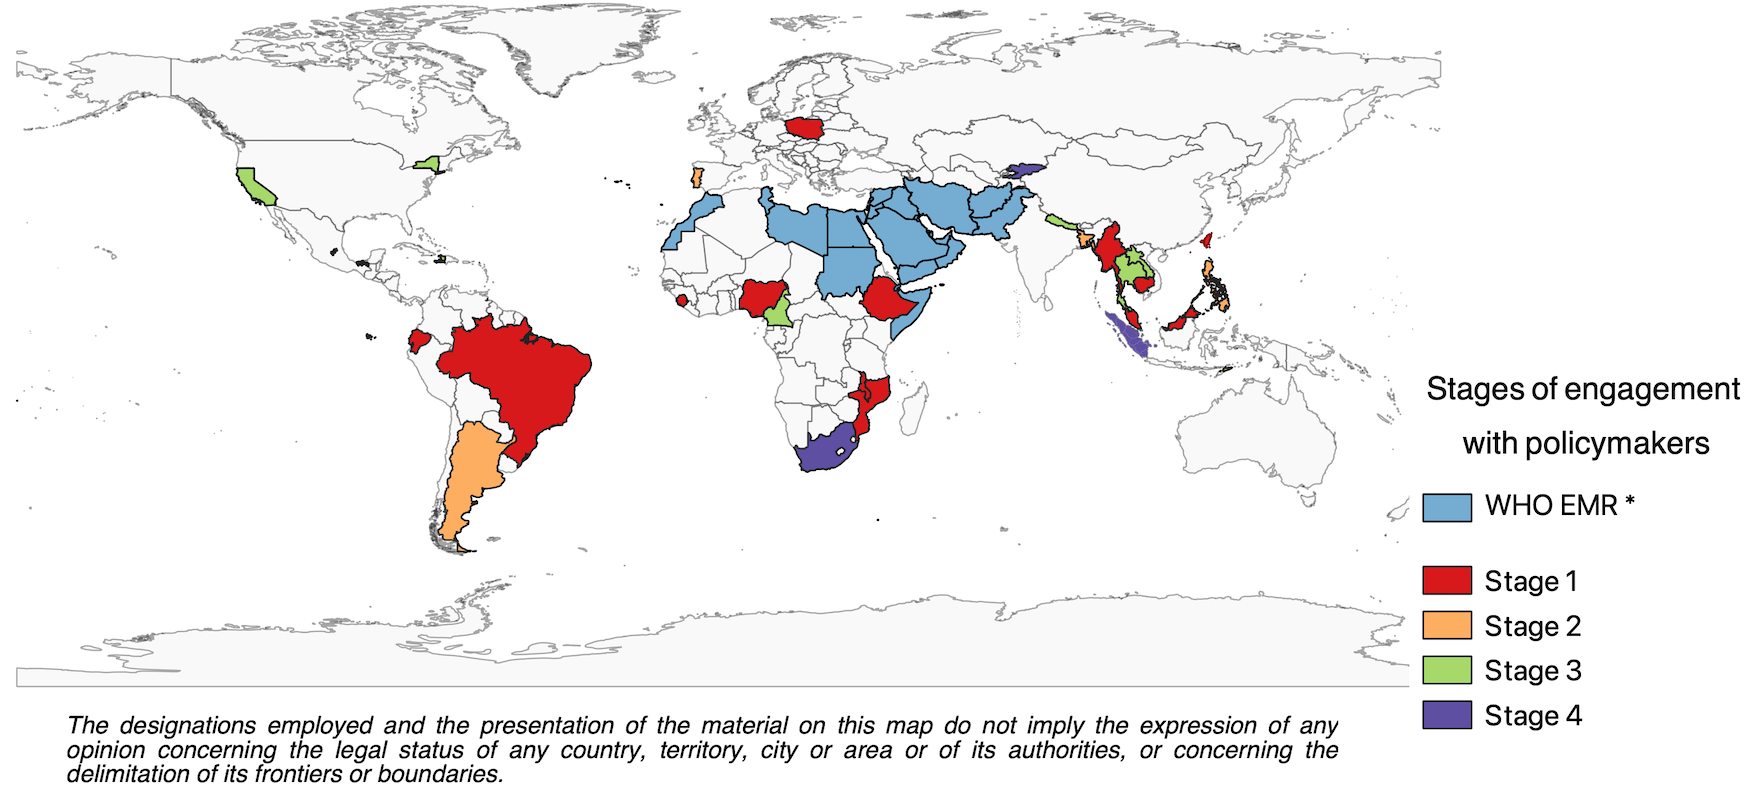 Stages of engagement
with policymakers
WHO EMR *
Stage 1
Stage 2
Stage 3
Stage 4
The designations employed and the presentation of the material on this map do not imply the expression of any
opinion concerning the legal status of any country, territory, city or area or of its authorities, or concerning the
delimitation of its frontiers or boundaries.